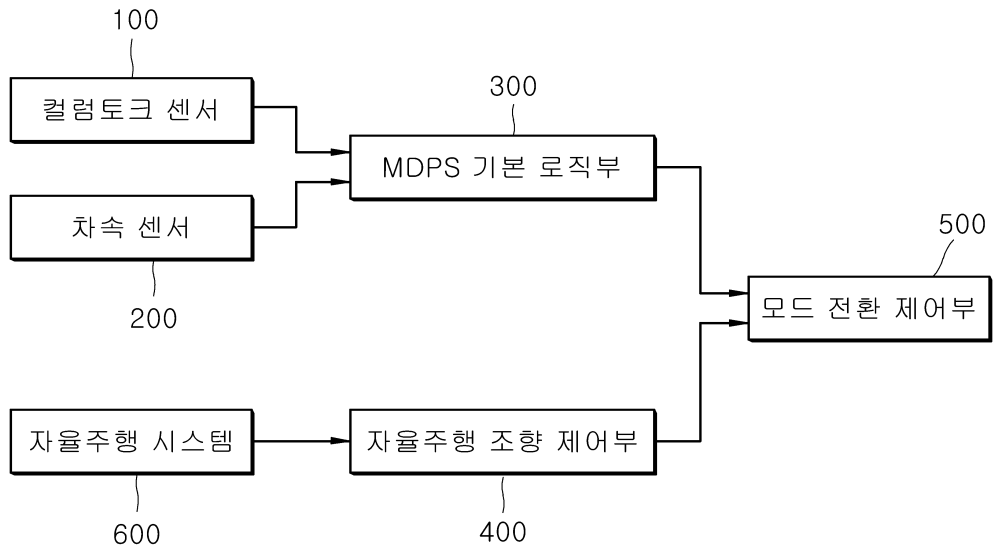 100
컬럼토크 센서
300
MDPS 기본 로직부
차속 센서
200
500
모드 전환 제어부
자율주행 시스템
600
자율주행 조향 제어부
400